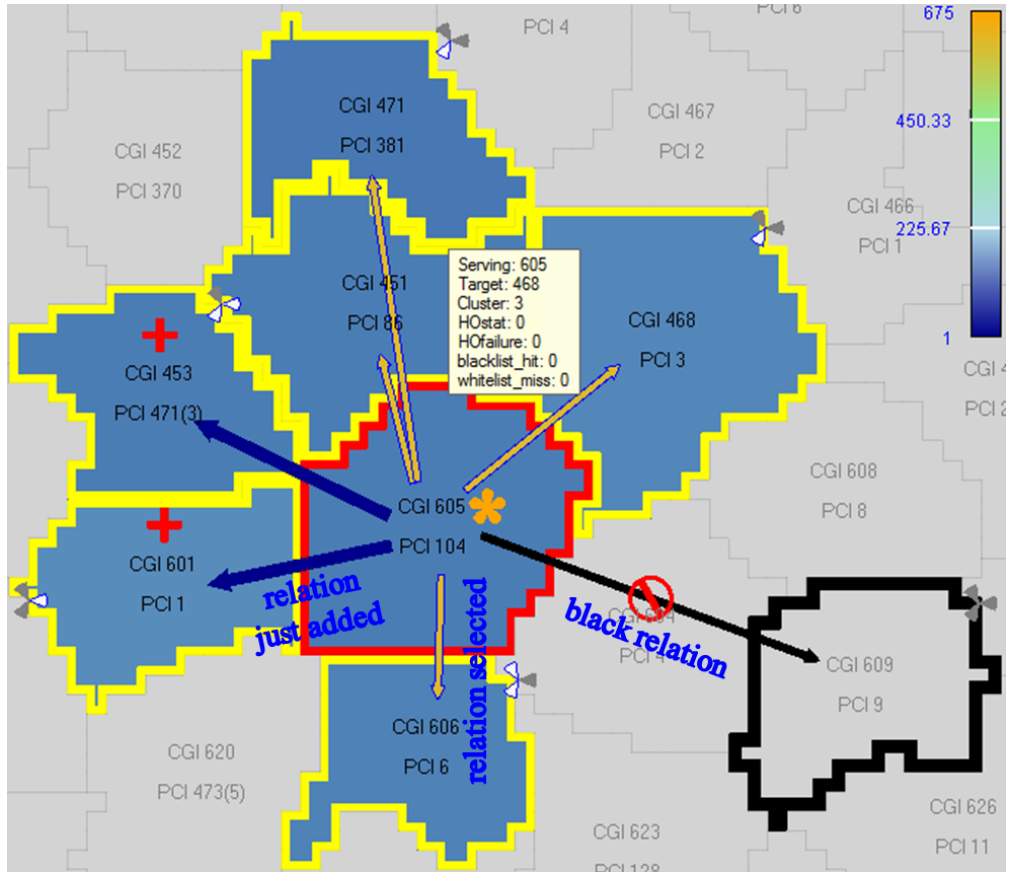 PCI 6
675
PCI 4
CGI 471
PCI 381
CGI 467
PCI 2
450.33
CGI 452
PCI 370
CGI 466
PCI 1
225.67
Serving: 605
Target: 468
Cluster: 3
HOstat: 0
HOfailure: 0
blacklist_hit: 0
whitelist_miss: 0
CGI 451
PCI 86
CGI 468
PCI 3
1
CGI 4
PCI 2
CGI 453
PCI 471(3)
CGI 608
PCI 8
CGI 605
PCI 104
CGI 601
PCI 1
relation
just added
relation selected
black relation
PCI 4
CGI 609
PCI 9
CGI 606
PCI 6
CGI 620
PCI 473(5)
CGI 623
PCI 128
CGI 626
PCI 11